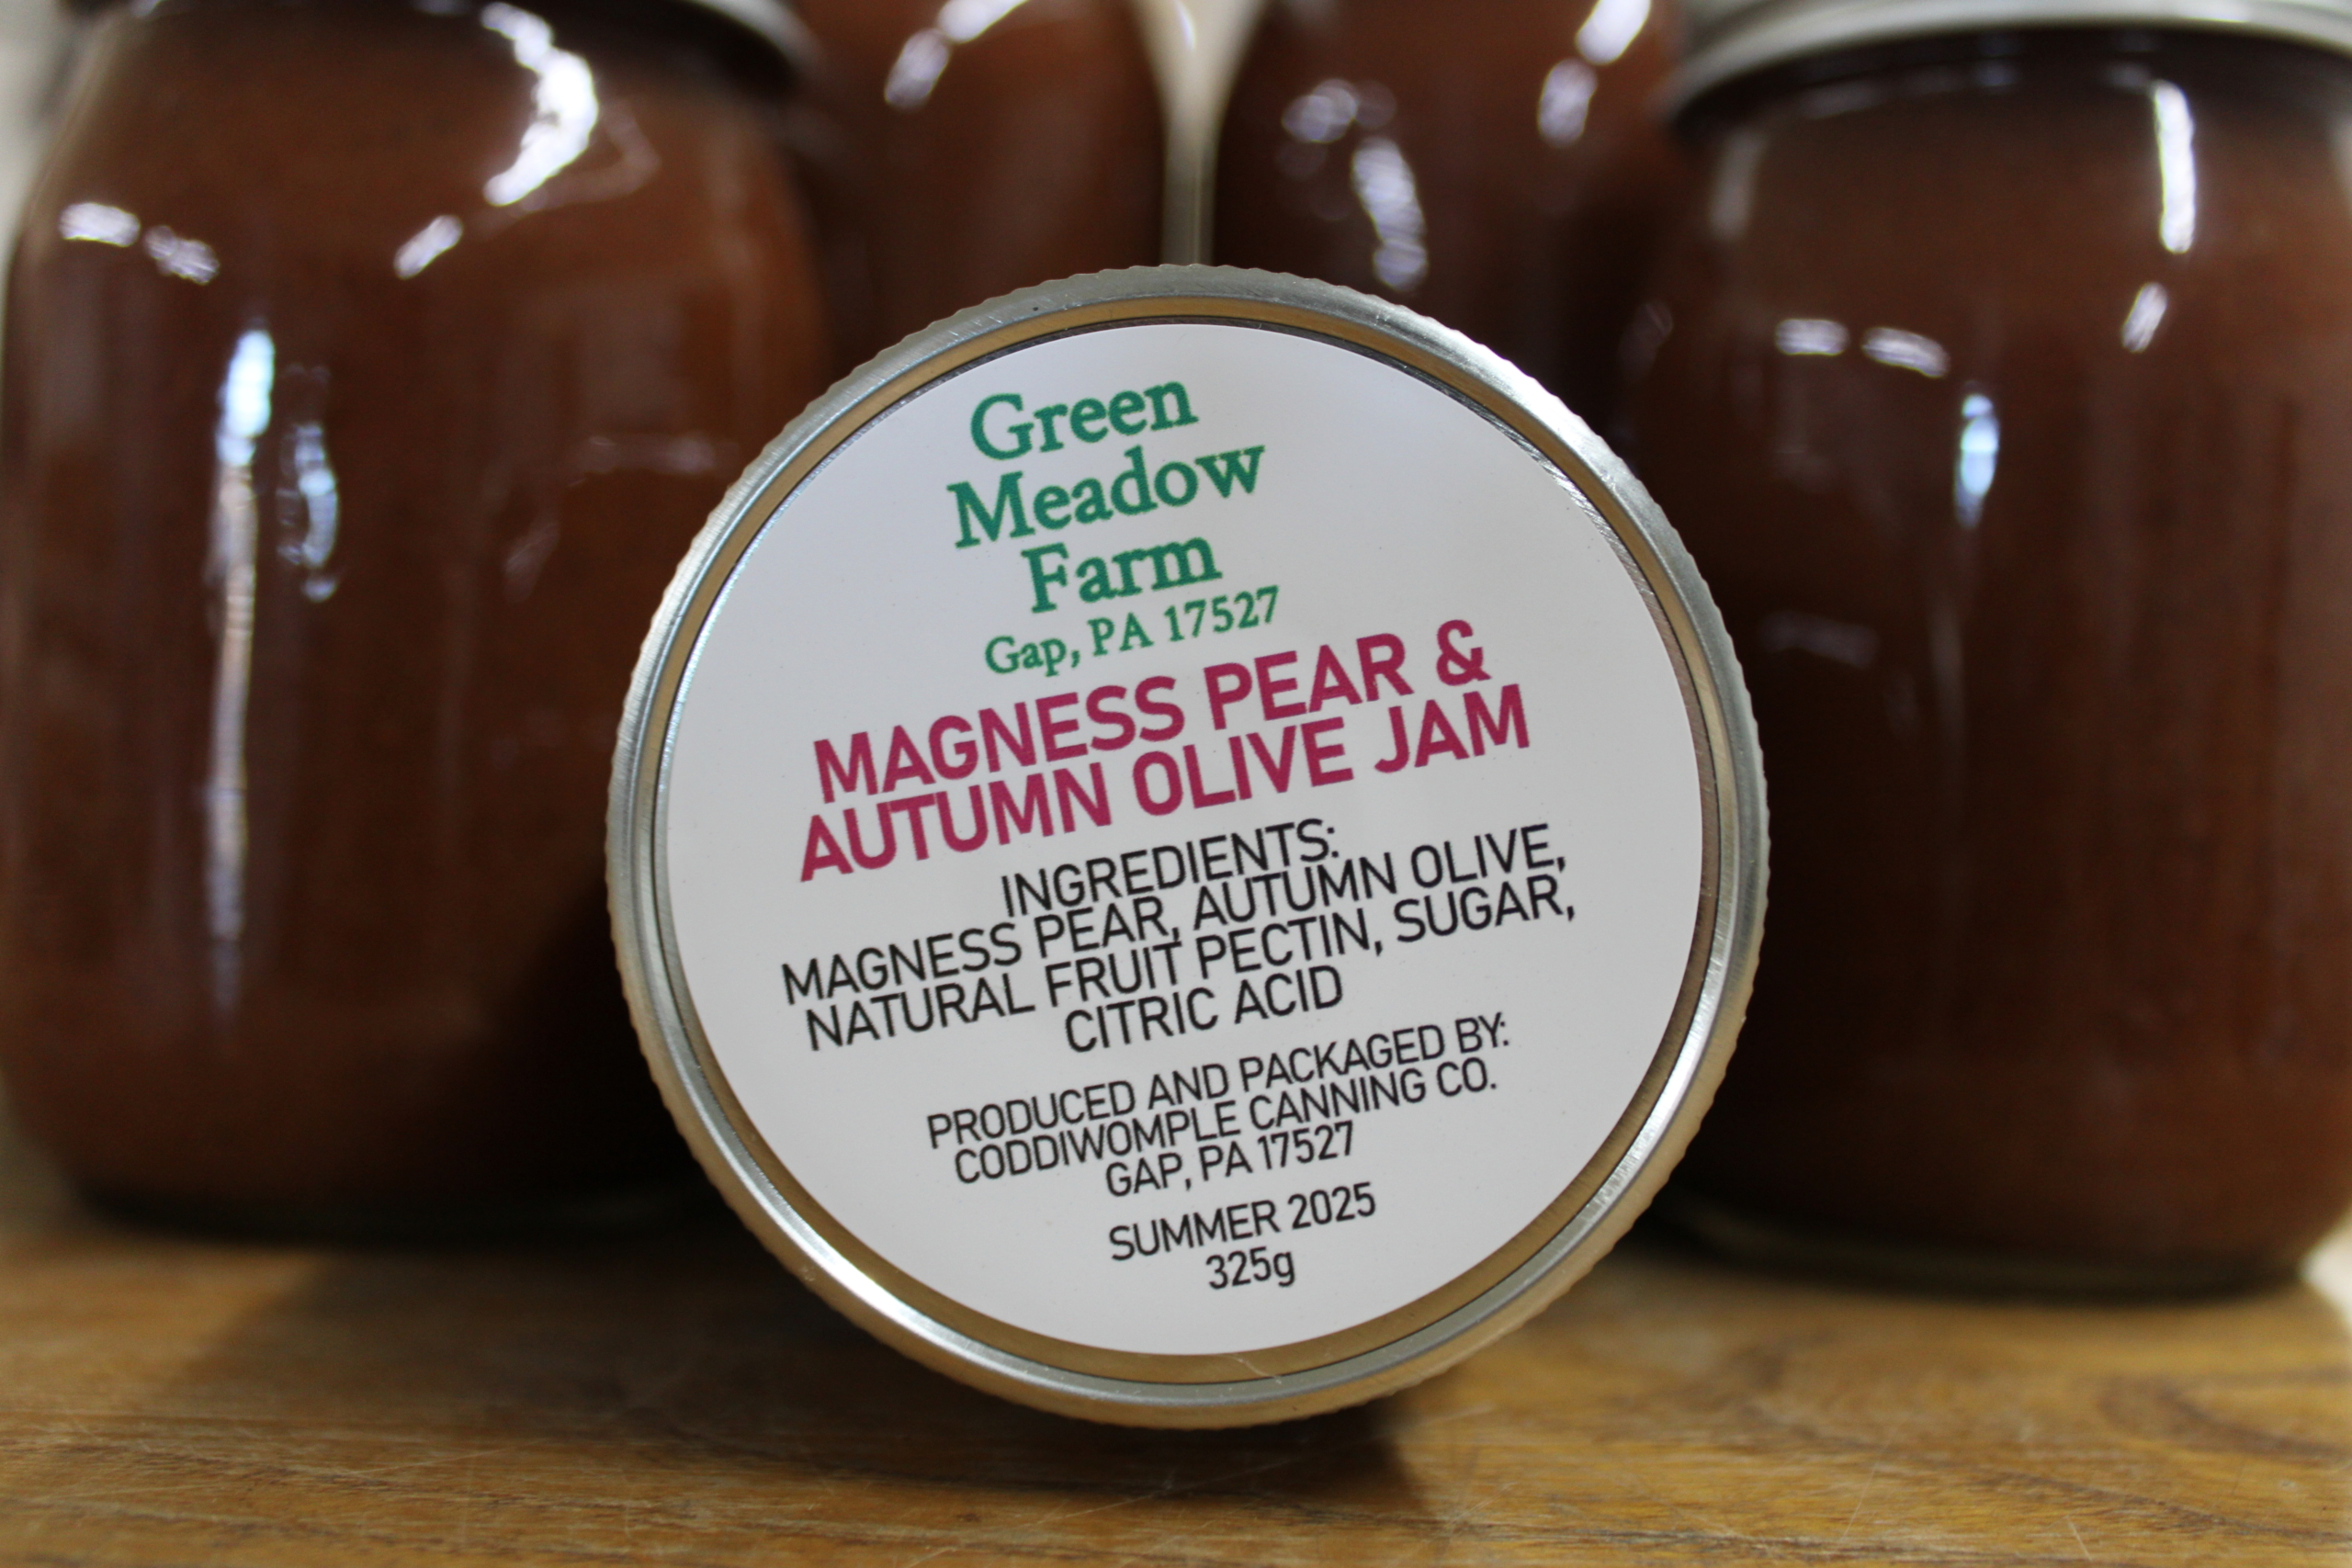 Green
Meadow
Farm
Gap, PA 17527
MAGNESS PEAR &
AUTUMN OLIVE JAM
INGREDIENTS:
MAGNESS PEAR, AUTUMN OLIVE,
NATURAL FRUIT PECTIN, SUGAR,
CITRIC ACID
PRODUCED AND PACKAGED BY:
CODDIWOMPLE CANNING CO.
GAP, PA 17527
SUMMER 2025
325g